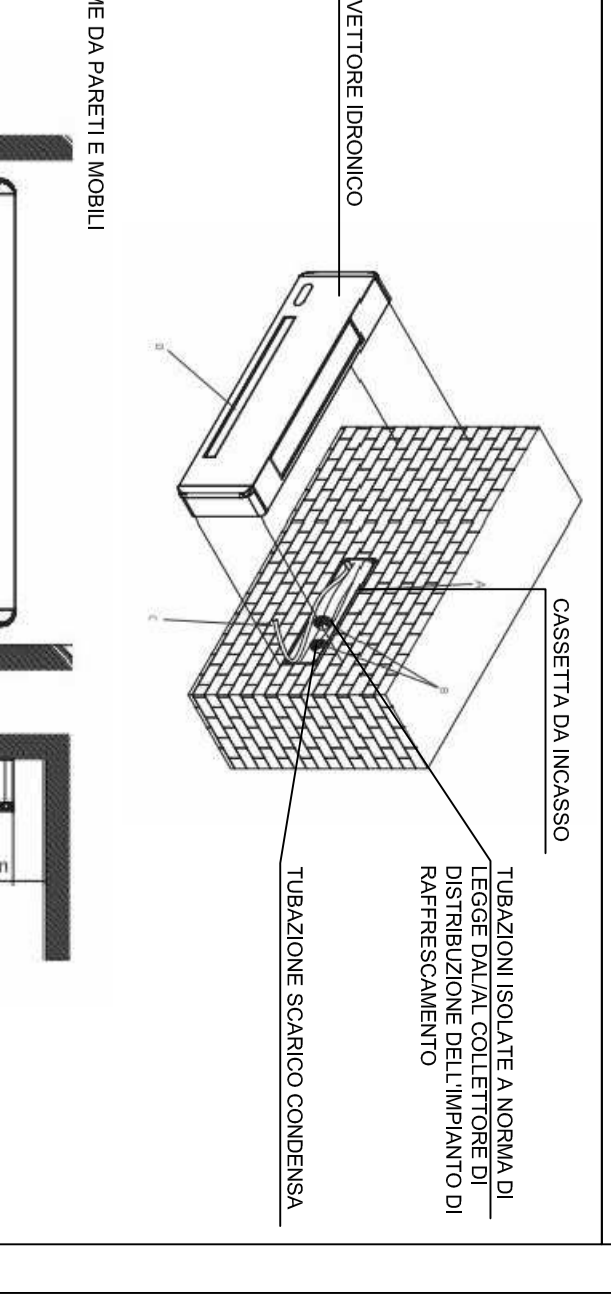 CASSETTA DA INCASSO
TUBAZIONI ISOLATE A NORMA DI
LEGGE DAL/AL COLLETTORE DI
DISTRIBUZIONE DELL'IMPIANTO DI
RAFFRESCAMENTO
A
B
VETTORE IDRONICO
TUBAZIONE SCARICO CONDENSA
C
ME DA PARETI E MOBILI